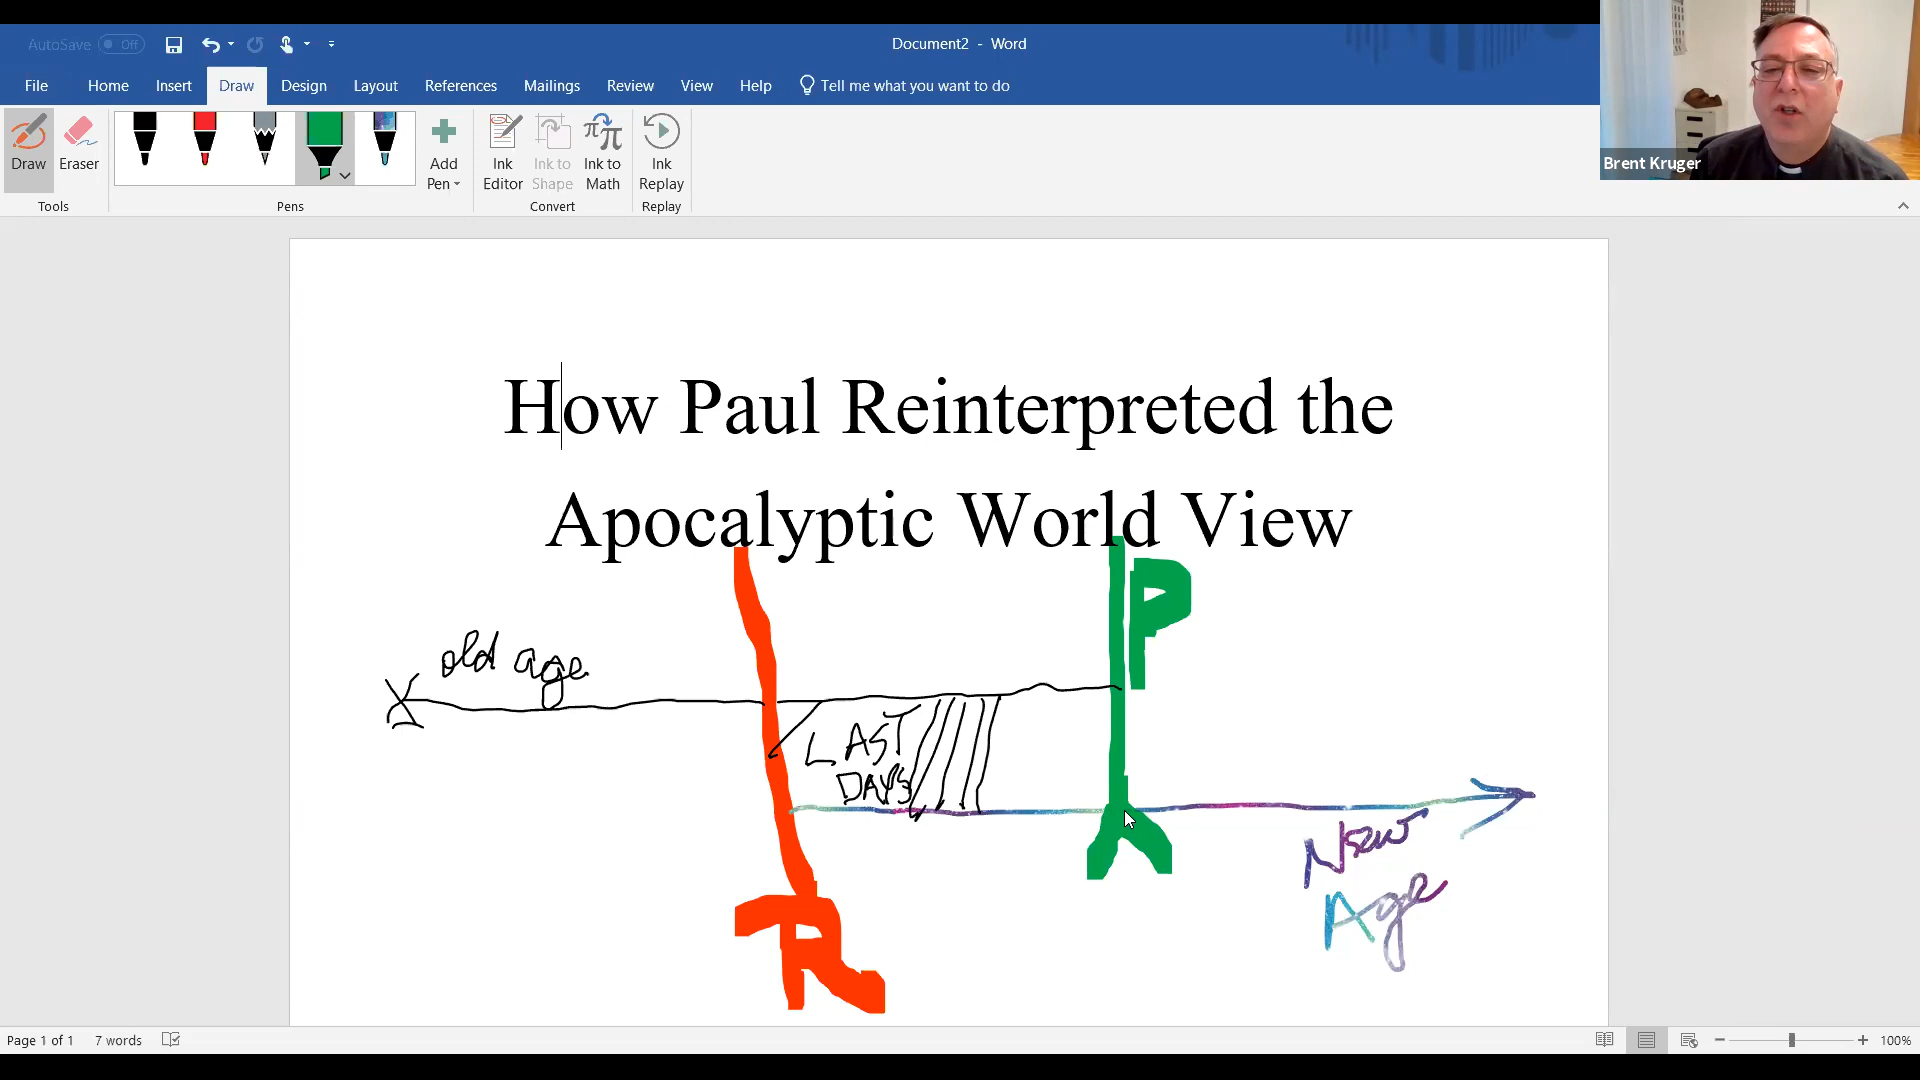 AutoSave Off
Document2 - Word
File Home Insert Draw Design Layout References Mailings Review View Help Tell me what you want to do
Draw Eraser
Add Pen
Ink Editor
Ink to Shape
Ink to Math
Ink Replay
Tools Pens Convert Replay
Brent Kruger
How Paul Reinterpreted the
Apocalyptic World View
P
old age
X
LAST
DAYS
New
Age
R
Page 1 of 1 7 words 100%